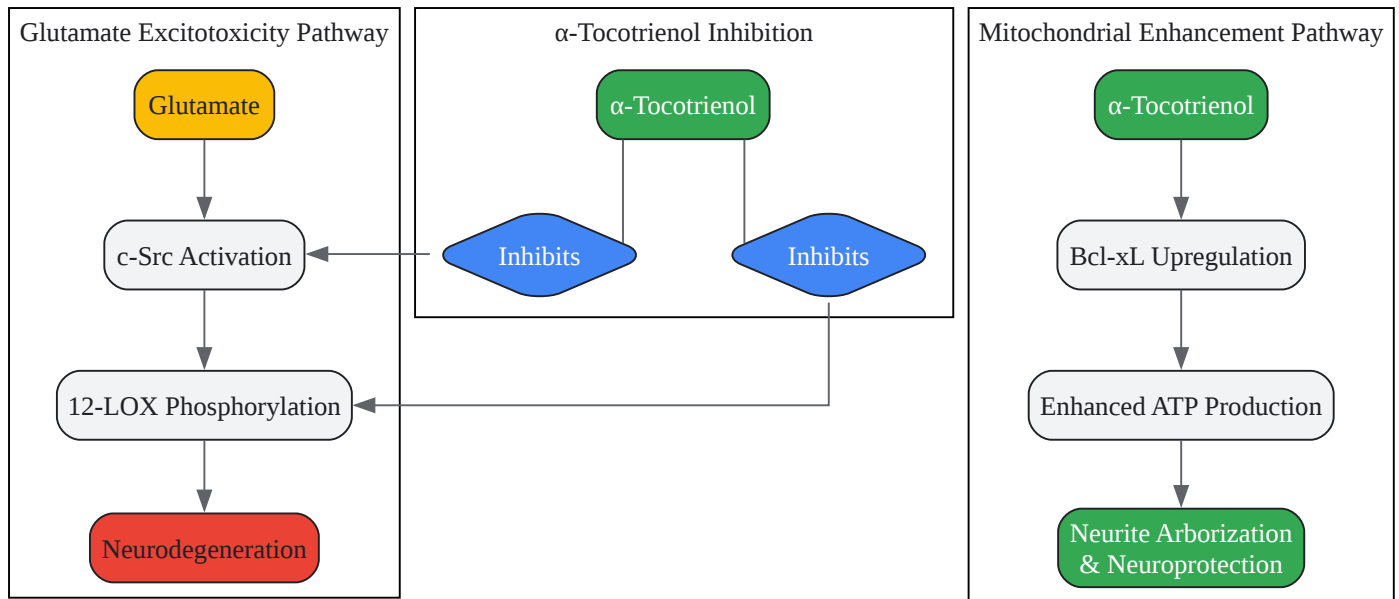 Glutamate Excitotoxicity Pathway
Glutamate
c-Src Activation
12-LOX Phosphorylation
Neurodegeneration
α-Tocotrienol Inhibition
α-Tocotrienol
Inhibits
Inhibits
Mitochondrial Enhancement Pathway
α-Tocotrienol
Bcl-xL Upregulation
Enhanced ATP Production
Neurite Arborization
& Neuroprotection